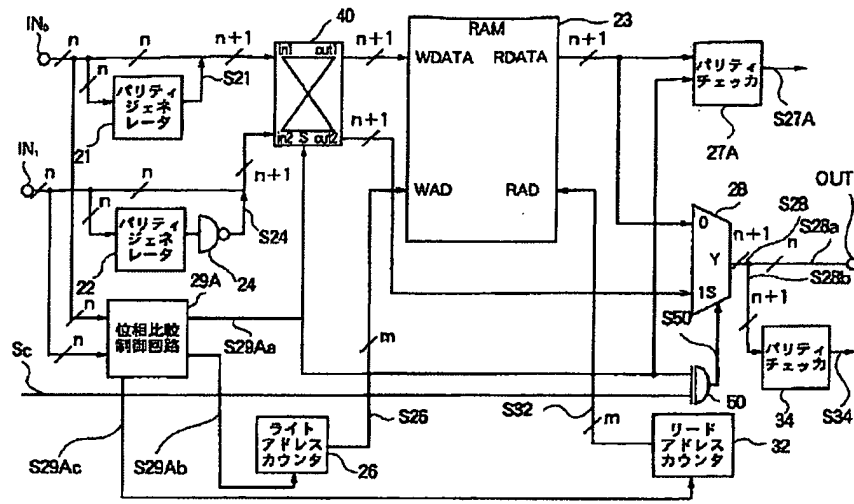 IN₀
n
n
n+1
40
in1 out1
in2 S out2
n+1
RAM
23
WDATA RDATA
n+1
WAD
RAD
n
パリティ
ジェネ
レータ
21
S21
パリティ
チェッカ
27A
S27A
n+1
n+1
IN₁
n
n
n
パリティ
ジェネ
レータ
22
24
S24
28
0
Y
1S
n+1
S28
n
S28a
S28b
OUT
n+1
29A
n
n
位相比較
制御回路
S29Aa
m
S50
パリティ
チェッカ
34
S34
Sc
50
S26
S32
m
S29Ac
S29Ab
ライト
アドレス
カウンタ
26
リード
アドレス
カウンタ
32